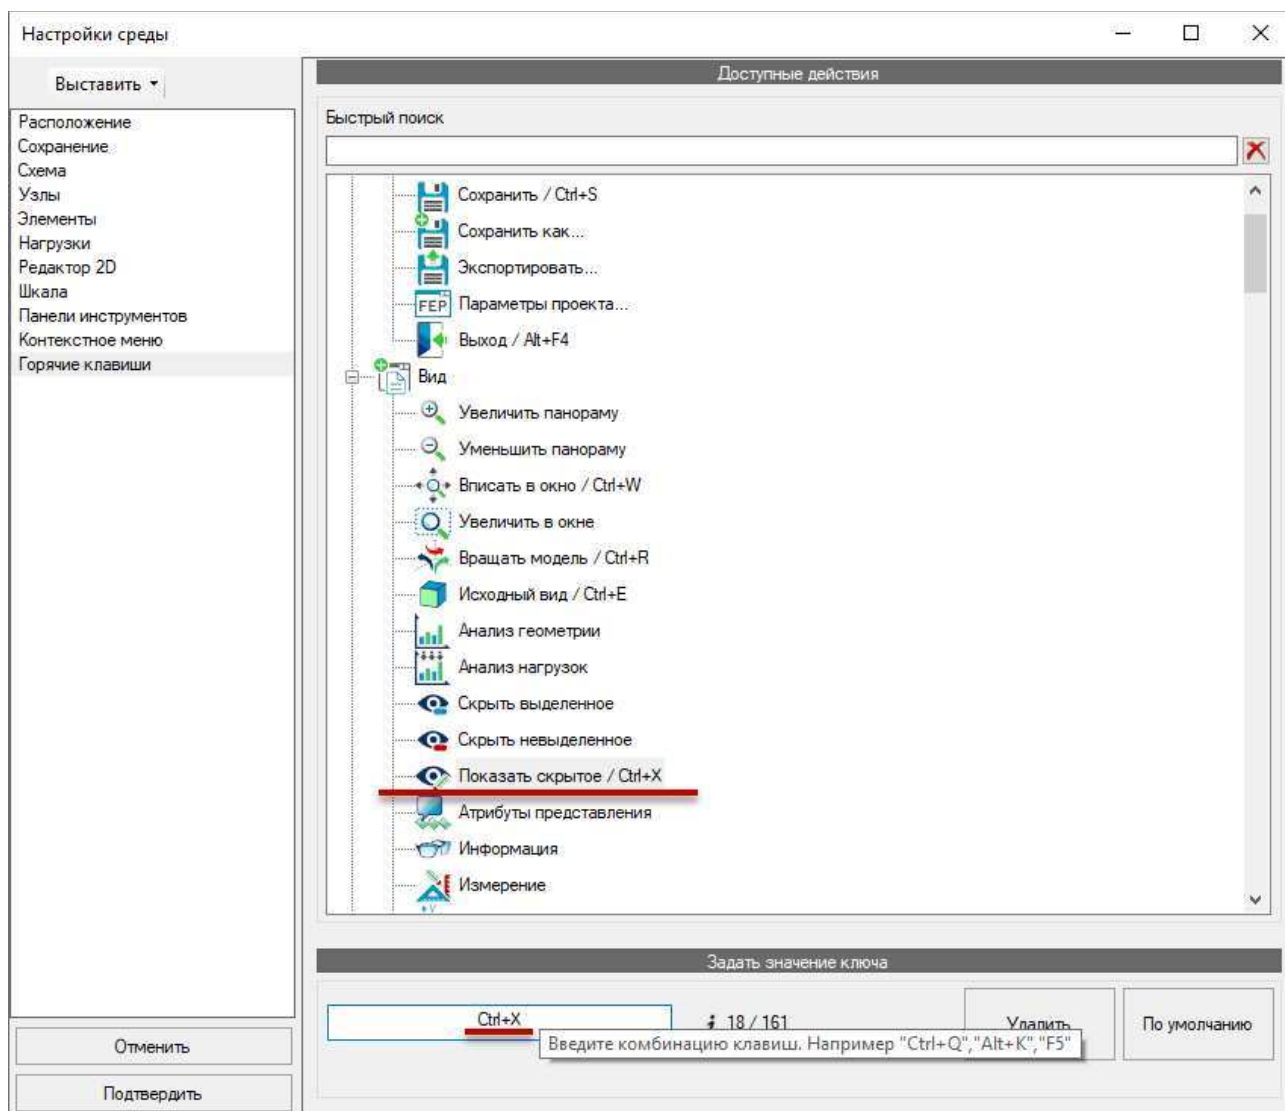 Настройки среды
Выставить
Расположение
Сохранение
Схема
Узлы
Элементы
Нагрузки
Редактор 2D
Шкала
Панели инструментов
Контекстное меню
Горячие клавиши
Отменить
Подтвердить
Доступные действия
Быстрый поиск
Сохранить / Ctrl+S
Сохранить как...
Экспортировать...
FEP Параметры проекта...
Выход / Alt+F4
Вид
Увеличить панораму
Уменьшить панораму
Вписать в окно / Ctrl+W
Увеличить в окне
Вращать модель / Ctrl+R
Исходный вид / Ctrl+E
Анализ геометрии
Анализ нагрузок
Скрыть выделенное
Скрыть невыделенное
Показать скрытое / Ctrl+X
Атрибуты представления
Информация
Измерение
Задать значение ключа
Ctrl+X
i 18 / 161
Удалить
По умолчанию
Введите комбинацию клавиш. Например "Ctrl+Q","Alt+K","F5"